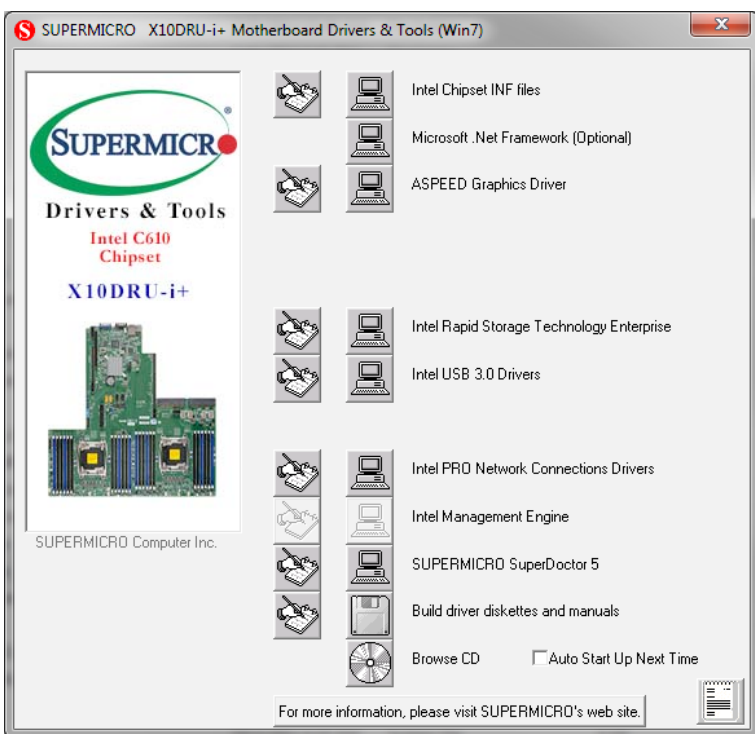 SUPERMICRO X10DRU-i+ Motherboard Drivers & Tools (Win7)
SUPERMICR
Drivers & Tools
Intel C610
Chipset
X10DRU-i+
SUPERMICRO Computer Inc.
Intel Chipset INF files
Microsoft .Net Framework (Optional)
ASPEED Graphics Driver
Intel Rapid Storage Technology Enterprise
Intel USB 3.0 Drivers
Intel PRO Network Connections Drivers
Intel Management Engine
SUPERMICRO SuperDoctor 5
Build driver diskettes and manuals
Browse CD Auto Start Up Next Time
For more information, please visit SUPERMICRO's web site.